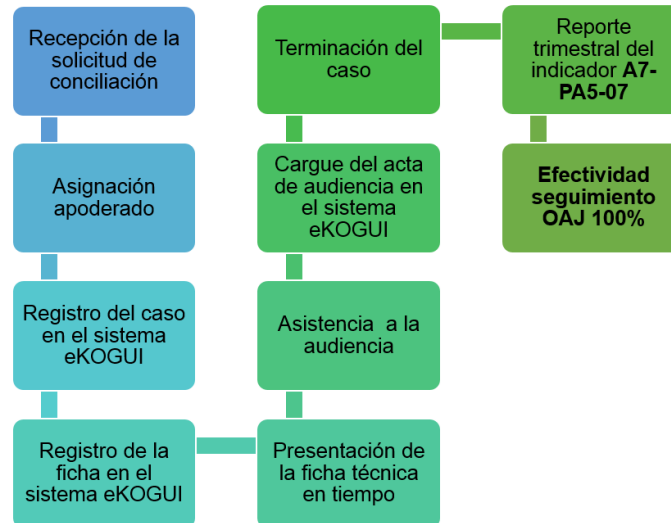 Recepción de la
solicitud de
conciliación
Asignación
apoderado
Registro del caso
en el sistema
eKOGUI
Registro de la
ficha en el
sistema eKOGUI
Presentación de
la ficha técnica
en tiempo
Asistencia a la
audiencia
Cargue del acta
de audiencia en
el sistema
eKOGUI
Terminación del
caso
Reporte
trimestral del
indicador A7-
PA5-07
Efectividad
seguimiento
OAJ 100%